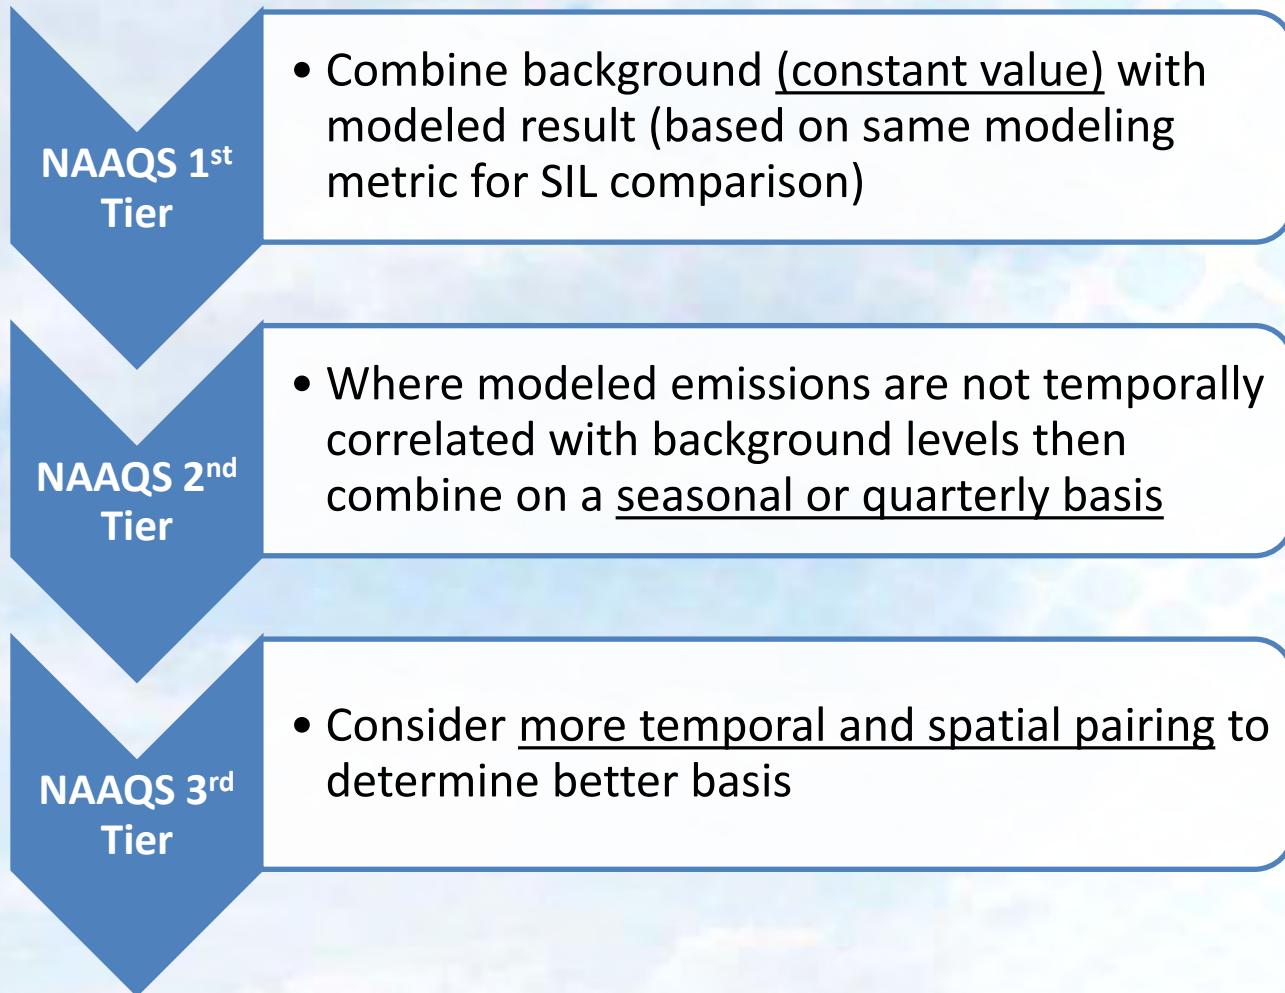 NAAQS 1st
Tier
• Combine background (constant value) with
modeled result (based on same modeling
metric for SIL comparison)
NAAQS 2nd
Tier
• Where modeled emissions are not temporally
correlated with background levels then
combine on a seasonal or quarterly basis
NAAQS 3rd
Tier
• Consider more temporal and spatial pairing to
determine better basis